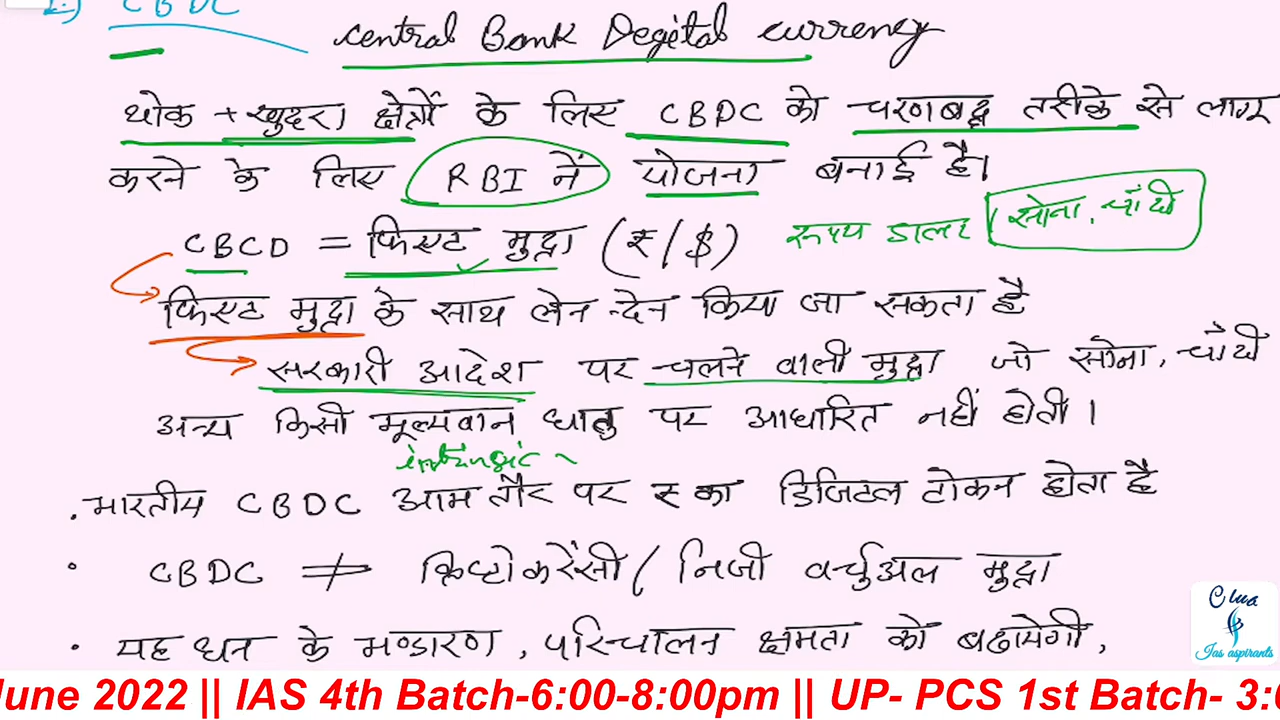 CBDC
Central Bank Degital currency
थोक + खुदरा क्षेत्रों के लिए CBDC को चरणबद्ध तरीके से लागू
करने के लिए RBI नें योजना बनाई है।
CBCD = फिएट मुद्रा (₹/$) रूपय डालर सोना, चाँदी
फिएट मुद्रा के साथ लेन-देन किया जा सकता है
सरकारी आदेश पर चलने वाली मुद्रा जो सोना, चाँदी
अन्य किसी मूल्यवान धातु पर आधारित नहीं होती।
intrinsic
. भारतीय CBDC आम तौर पर ₹ का डिजिटल टोकन होता है
• CBDC ≠ क्रिप्टोकरेंसी / निजी वर्चुअल मुद्रा
• यह धन के भण्डारण, परिचालन क्षमता को बढायेगी,
Clua
Ias aspirants
June 2022 || IAS 4th Batch-6:00-8:00pm || UP- PCS 1st Batch- 3: